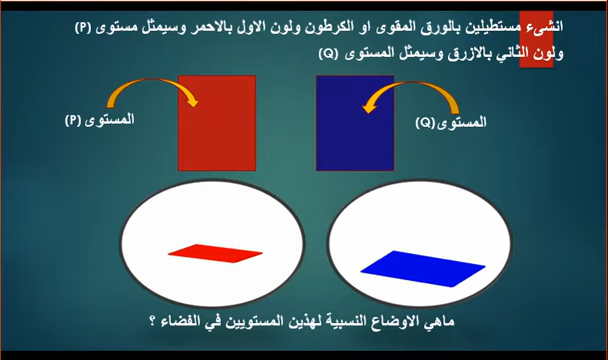 انشىء مستطيلين بالورق المقوى او الكرطون ولون الاول بالاحمر وسيمثل مستوى (P)
ولون الثاني بالازرق وسيمثل المستوى (Q)
المستوى (P)
المستوى (Q)
ماهي الاوضاع النسبية لهذين المستويين في الفضاء ؟